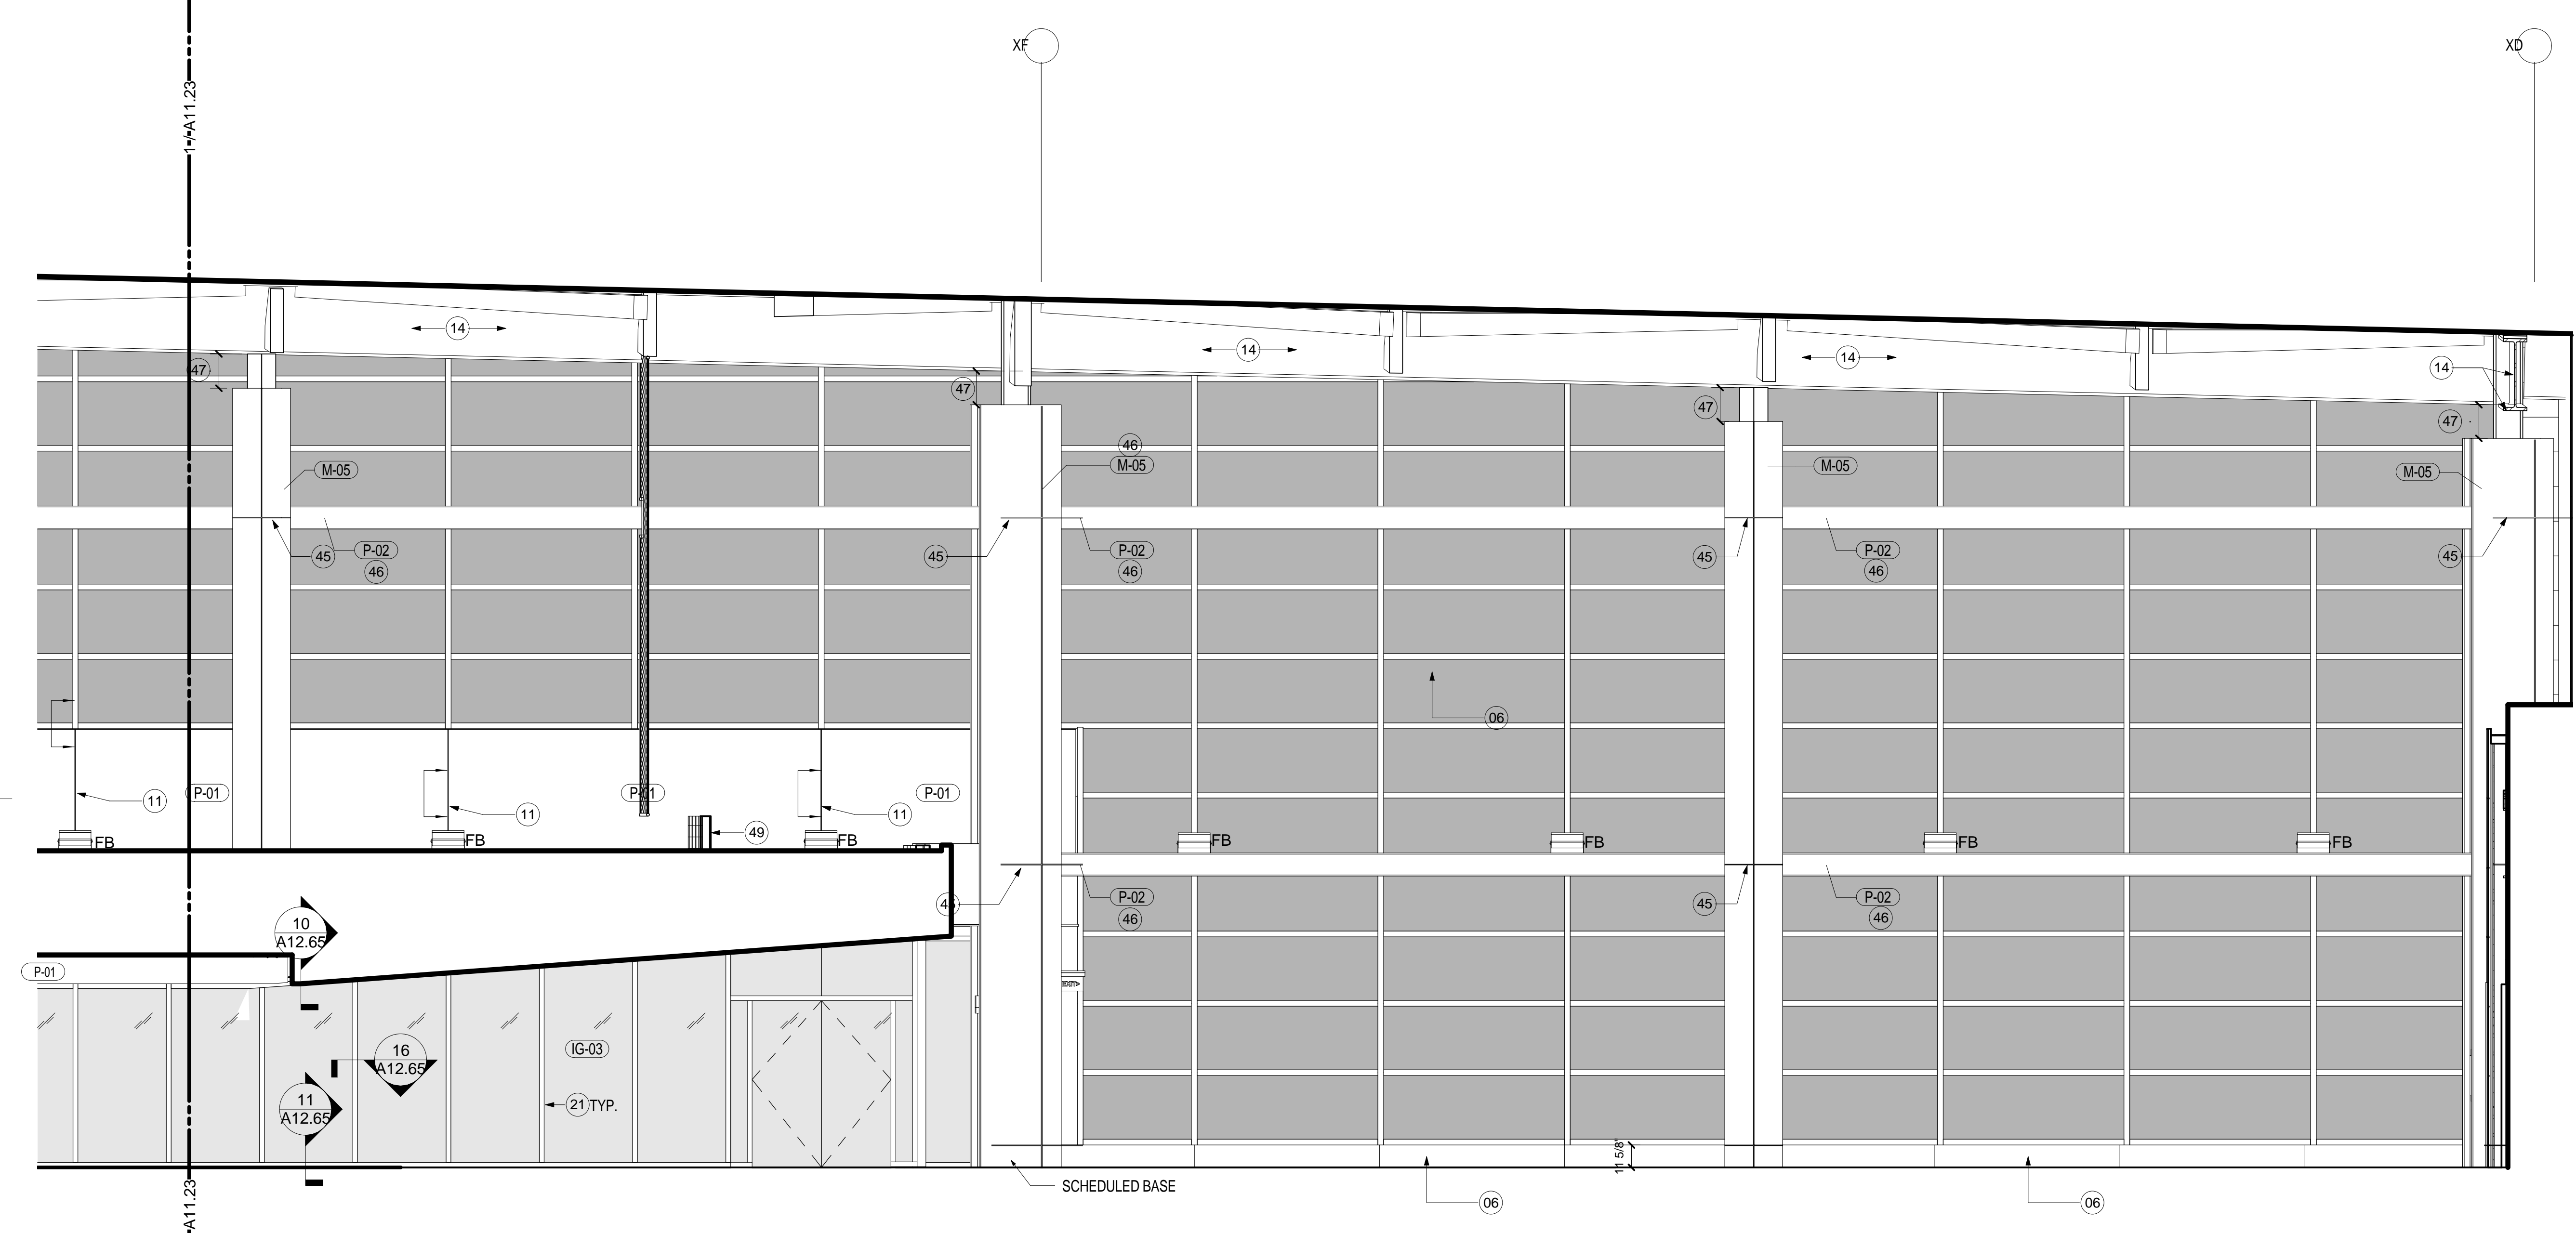 XF
XD
1 / A11.23
14
14
14
14
47
47
47
47
46
M-05
M-05
M-05
M-05
45
P-02
46
45
P-02
46
45
P-02
46
45
06
11
P-01
11
P-01
11
P-01
49
FB
FB
FB
FB
FB
FB
FB
45
P-02
46
45
P-02
46
10
A12.65
P-01
EXIT>
16
A12.65
IG-03
11
A12.65
21 TYP.
11 5/8"
SCHEDULED BASE
A11.23
06
06